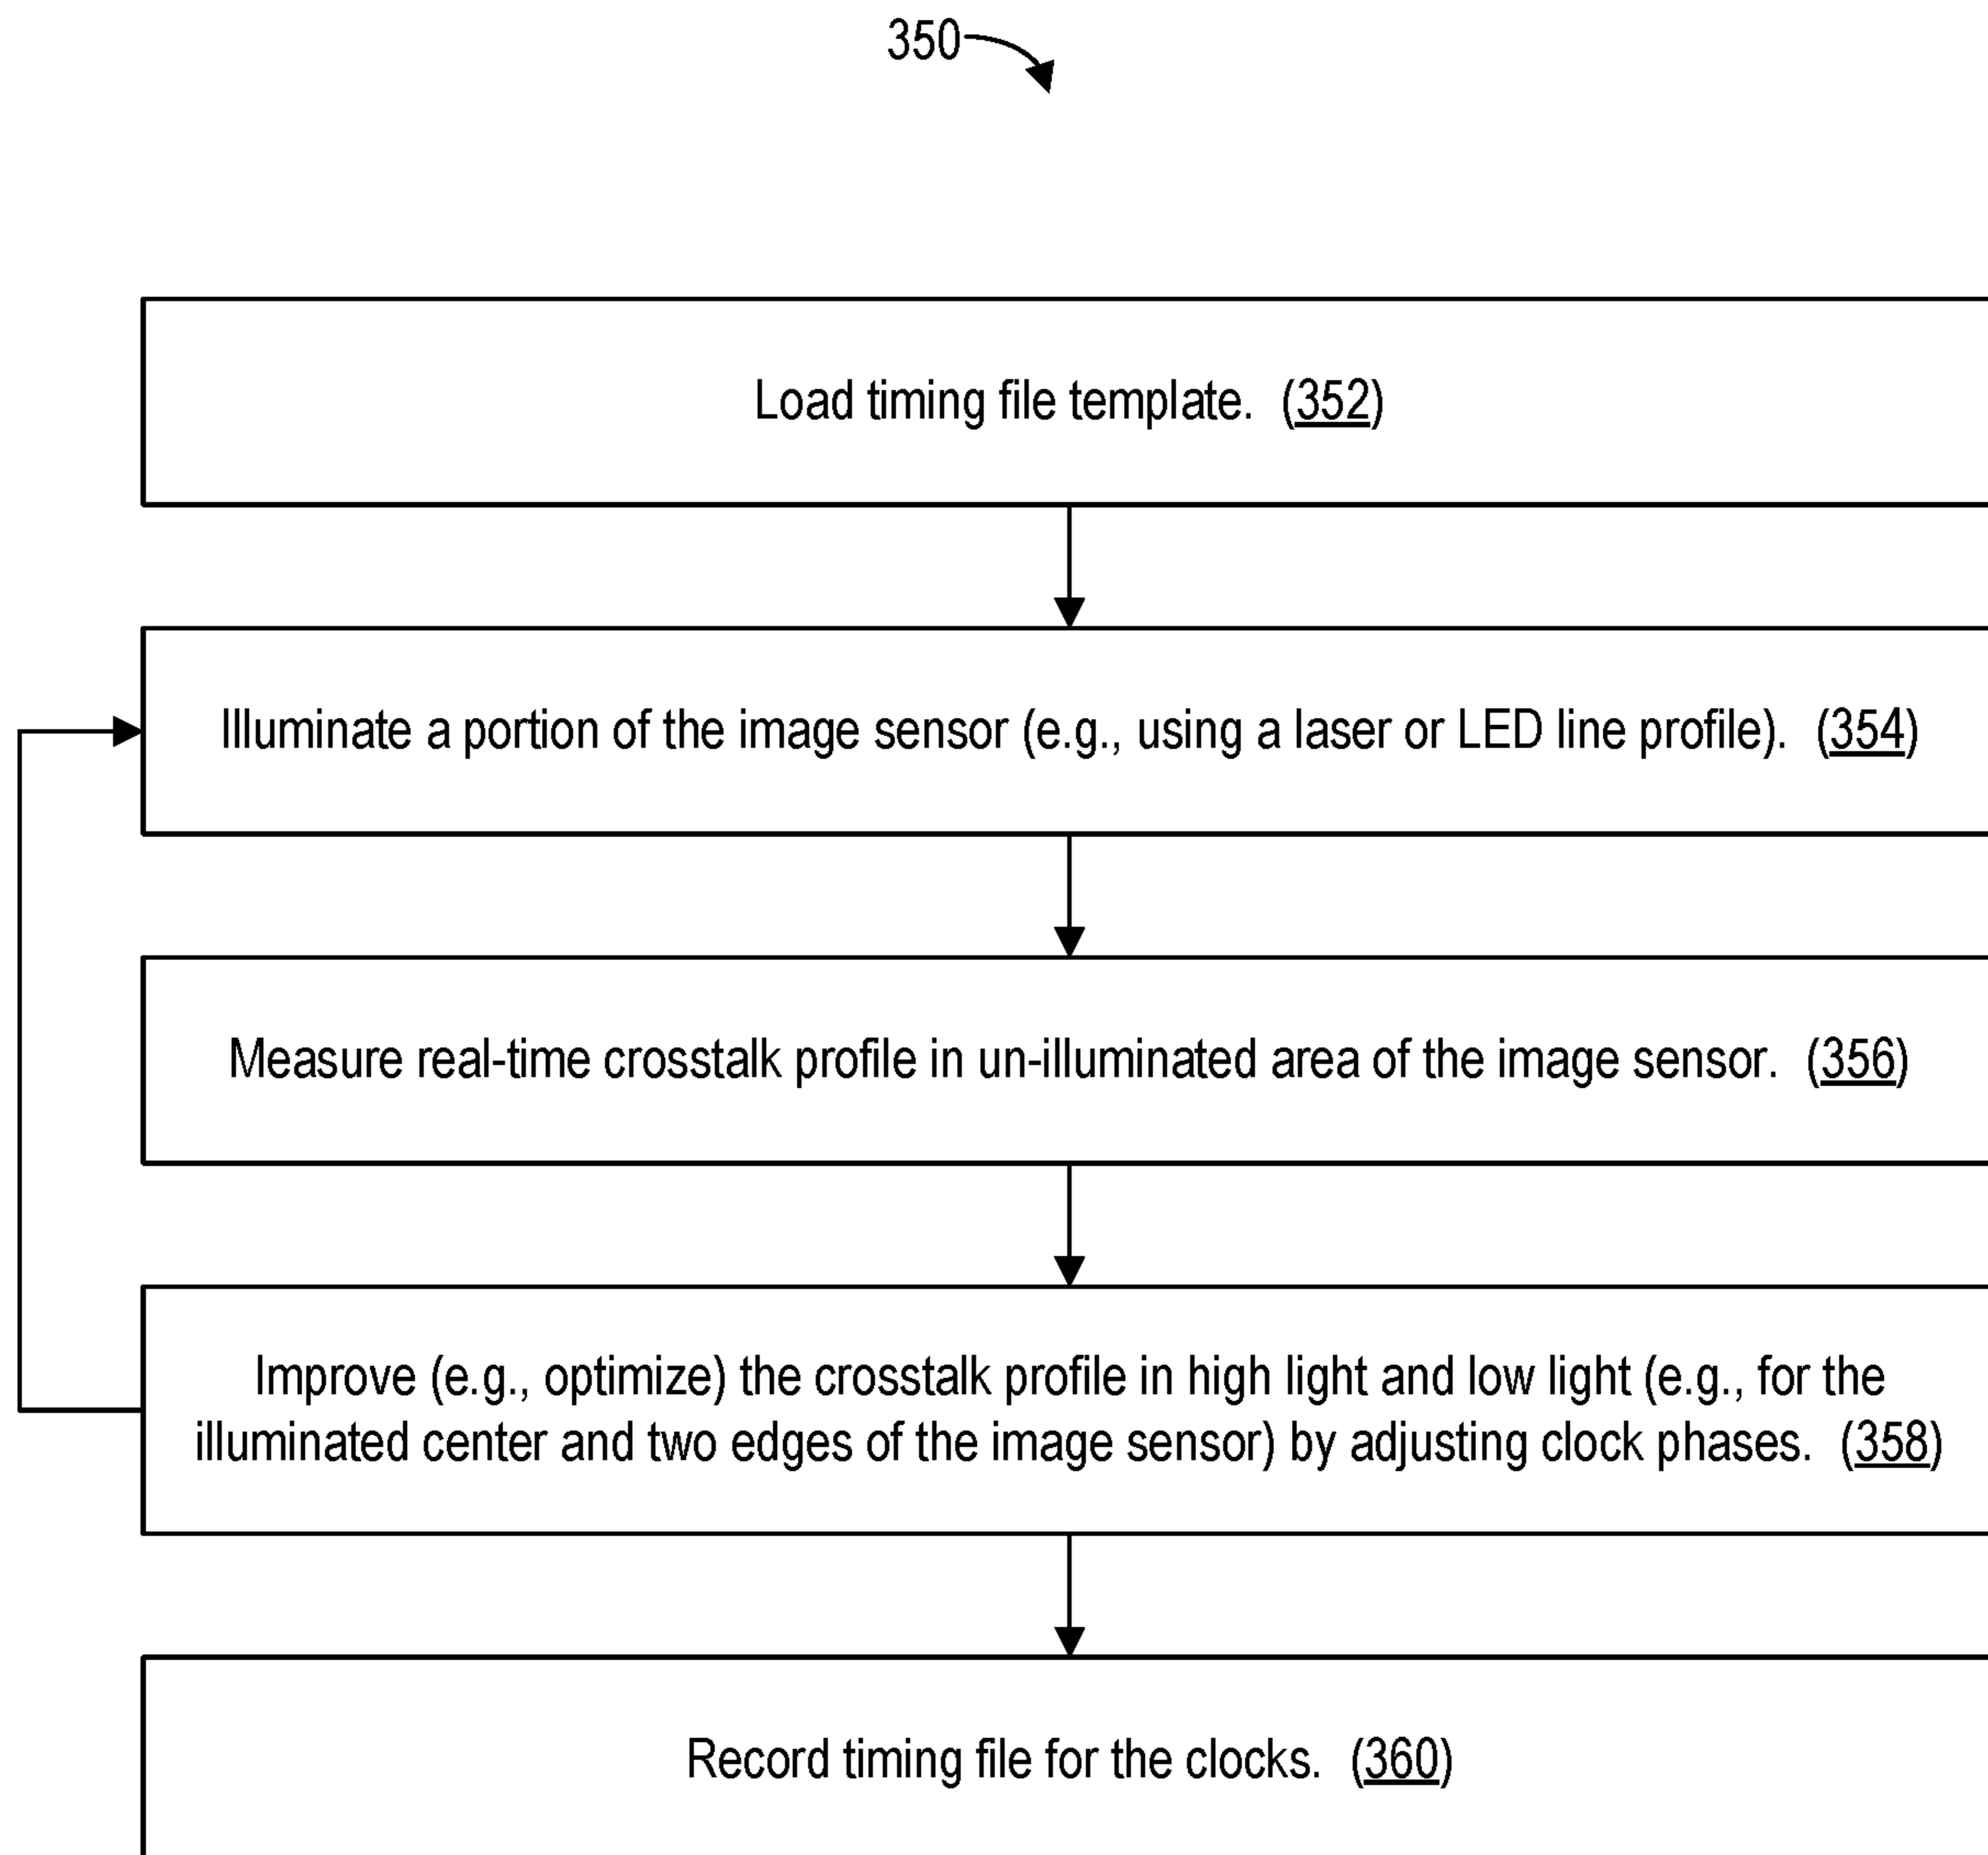 350
Load timing file template. (352)
Illuminate a portion of the image sensor (e.g., using a laser or LED line profile). (354)
Measure real-time crosstalk profile in un-illuminated area of the image sensor. (356)
Improve (e.g., optimize) the crosstalk profile in high light and low light (e.g., for the
illuminated center and two edges of the image sensor) by adjusting clock phases. (358)
Record timing file for the clocks. (360)